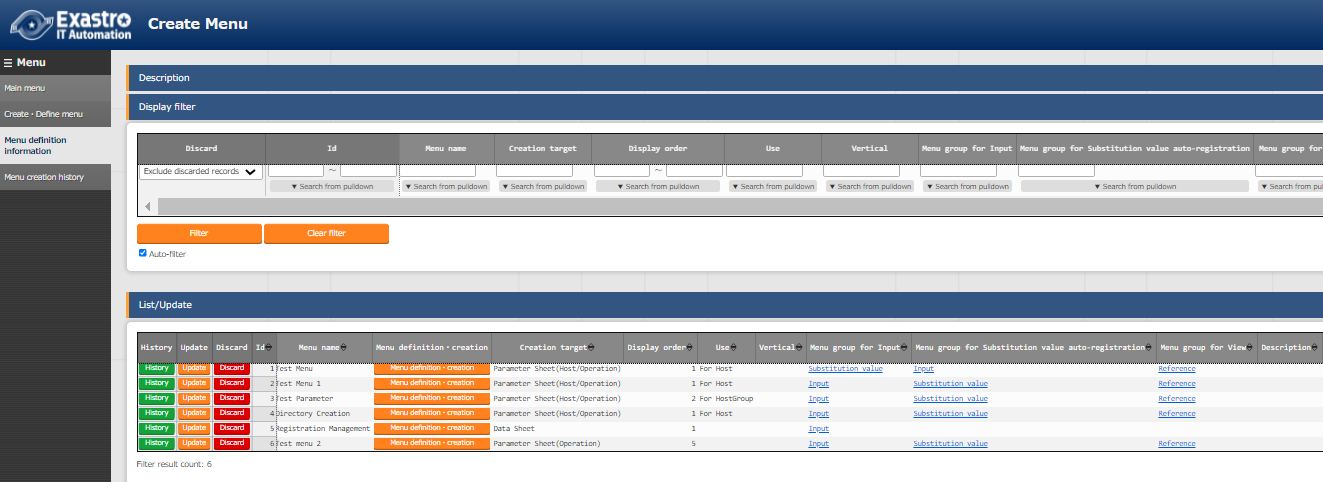 Exastro
IT Automation
Create Menu
Menu
Main menu
Create・Define menu
Menu definition
information
Menu creation history
Description
Display filter
Discard Id Menu name Creation target Display order Use Vertical Menu group for Input Menu group for Substitution value auto-registration Menu group for
Exclude discarded records ~ ~
▼ Search from pulldown ▼ Search from pulldown ▼ Search from pulldown ▼ Search from pulldown ▼ Search from pulldown ▼ Search from pulldown ▼ Search from pulldown ▼ Search from pulldown ▼ Search from pulldown
Filter Clear filter
Auto-filter
List/Update
History Update Discard Id Menu name Menu definition・creation Creation target Display order Use Vertical Menu group for Input Menu group for Substitution value auto-registration Menu group for View Description
History Update Discard 1 Test Menu Menu definition・creation Parameter Sheet(Host/Operation) 1 For Host Substitution value Input Reference
History Update Discard 2 Test Menu 1 Menu definition・creation Parameter Sheet(Host/Operation) 1 For Host Input Substitution value Reference
History Update Discard 3 Test Parameter Menu definition・creation Parameter Sheet(Host/Operation) 2 For HostGroup Input Substitution value Reference
History Update Discard 4 Directory Creation Menu definition・creation Parameter Sheet(Host/Operation) 1 For Host Input Substitution value Reference
History Update Discard 5 Registration Management Menu definition・creation Data Sheet 1 Input
History Update Discard 6 Test menu 2 Menu definition・creation Parameter Sheet(Operation) 5 Input Substitution value Reference
Filter result count: 6